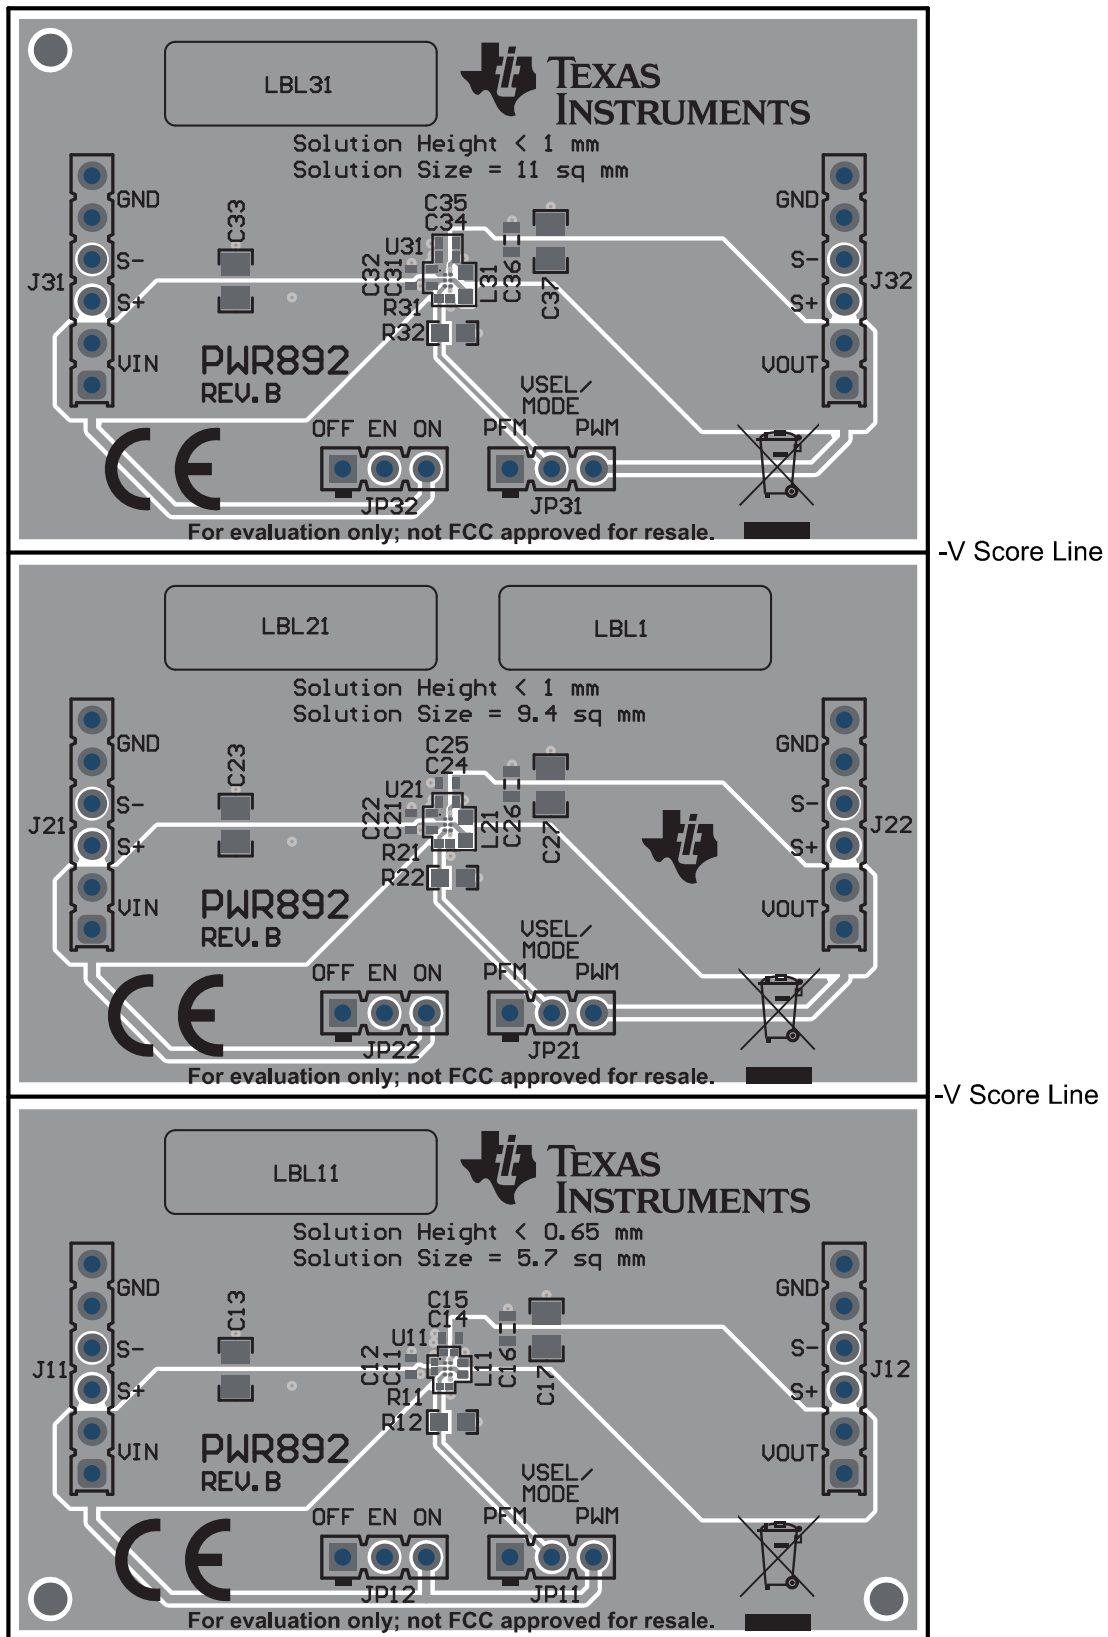 LBL31
TEXAS
INSTRUMENTS
Solution Height < 1 mm
Solution Size = 11 sq mm
C35
C34
GND
C33
U31
C32
C31
L31
C36
C37
GND
S-
S-
J31
J32
S+
S+
R31
R32
VIN
PWR892
REV.B
VSEL/
MODE
VOUT
OFF EN ON
PFM PWM
CE
JP32
JP31
For evaluation only; not FCC approved for resale.
-V Score Line
LBL21
LBL1
Solution Height < 1 mm
Solution Size = 9.4 sq mm
C25
C24
GND
C23
U21
C22
C21
L21
C26
C27
GND
S-
S-
J21
J22
S+
S+
R21
R22
VIN
PWR892
REV.B
VSEL/
MODE
VOUT
OFF EN ON
PFM PWM
CE
JP22
JP21
For evaluation only; not FCC approved for resale.
-V Score Line
LBL11
TEXAS
INSTRUMENTS
Solution Height < 0.65 mm
Solution Size = 5.7 sq mm
C15
C14
GND
C13
U11
C12
C11
L11
C16
C17
GND
S-
S-
J11
J12
S+
S+
R11
R12
VIN
PWR892
REV.B
VSEL/
MODE
VOUT
OFF EN ON
PFM PWM
CE
JP12
JP11
For evaluation only; not FCC approved for resale.